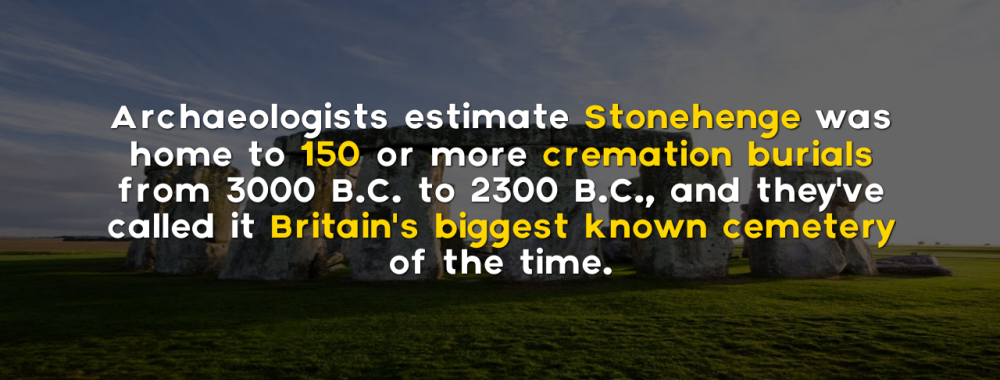 Archaeologists estimate Stonehenge was
home to 150 or more cremation burials
from 3000 B.C. to 2300 B.C., and they've
called it Britain's biggest known cemetery
of the time.